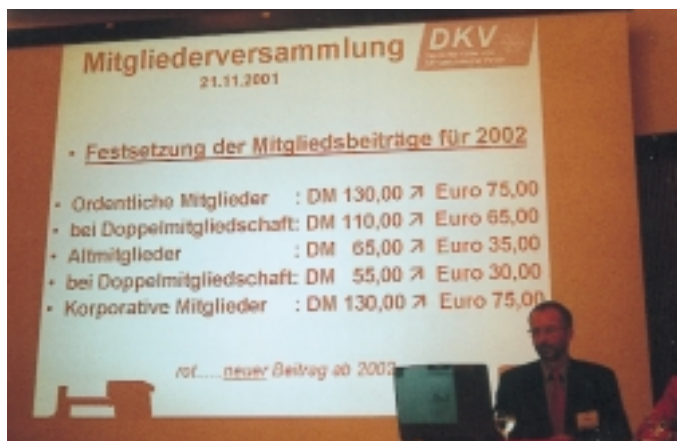 Mitgliederversammlung
DKV
21.11.2001
• Festsetzung der Mitgliedsbeiträge für 2002
• Ordentliche Mitglieder : DM 130,00 ↗ Euro 75,00
• bei Doppelmitgliedschaft: DM 110,00 ↗ Euro 65,00
• Altmitglieder : DM 65,00 ↗ Euro 35,00
• bei Doppelmitgliedschaft: DM 55,00 ↗ Euro 30,00
• Korporative Mitglieder : DM 130,00 ↗ Euro 75,00
rot.....neuer Beitrag ab 2002